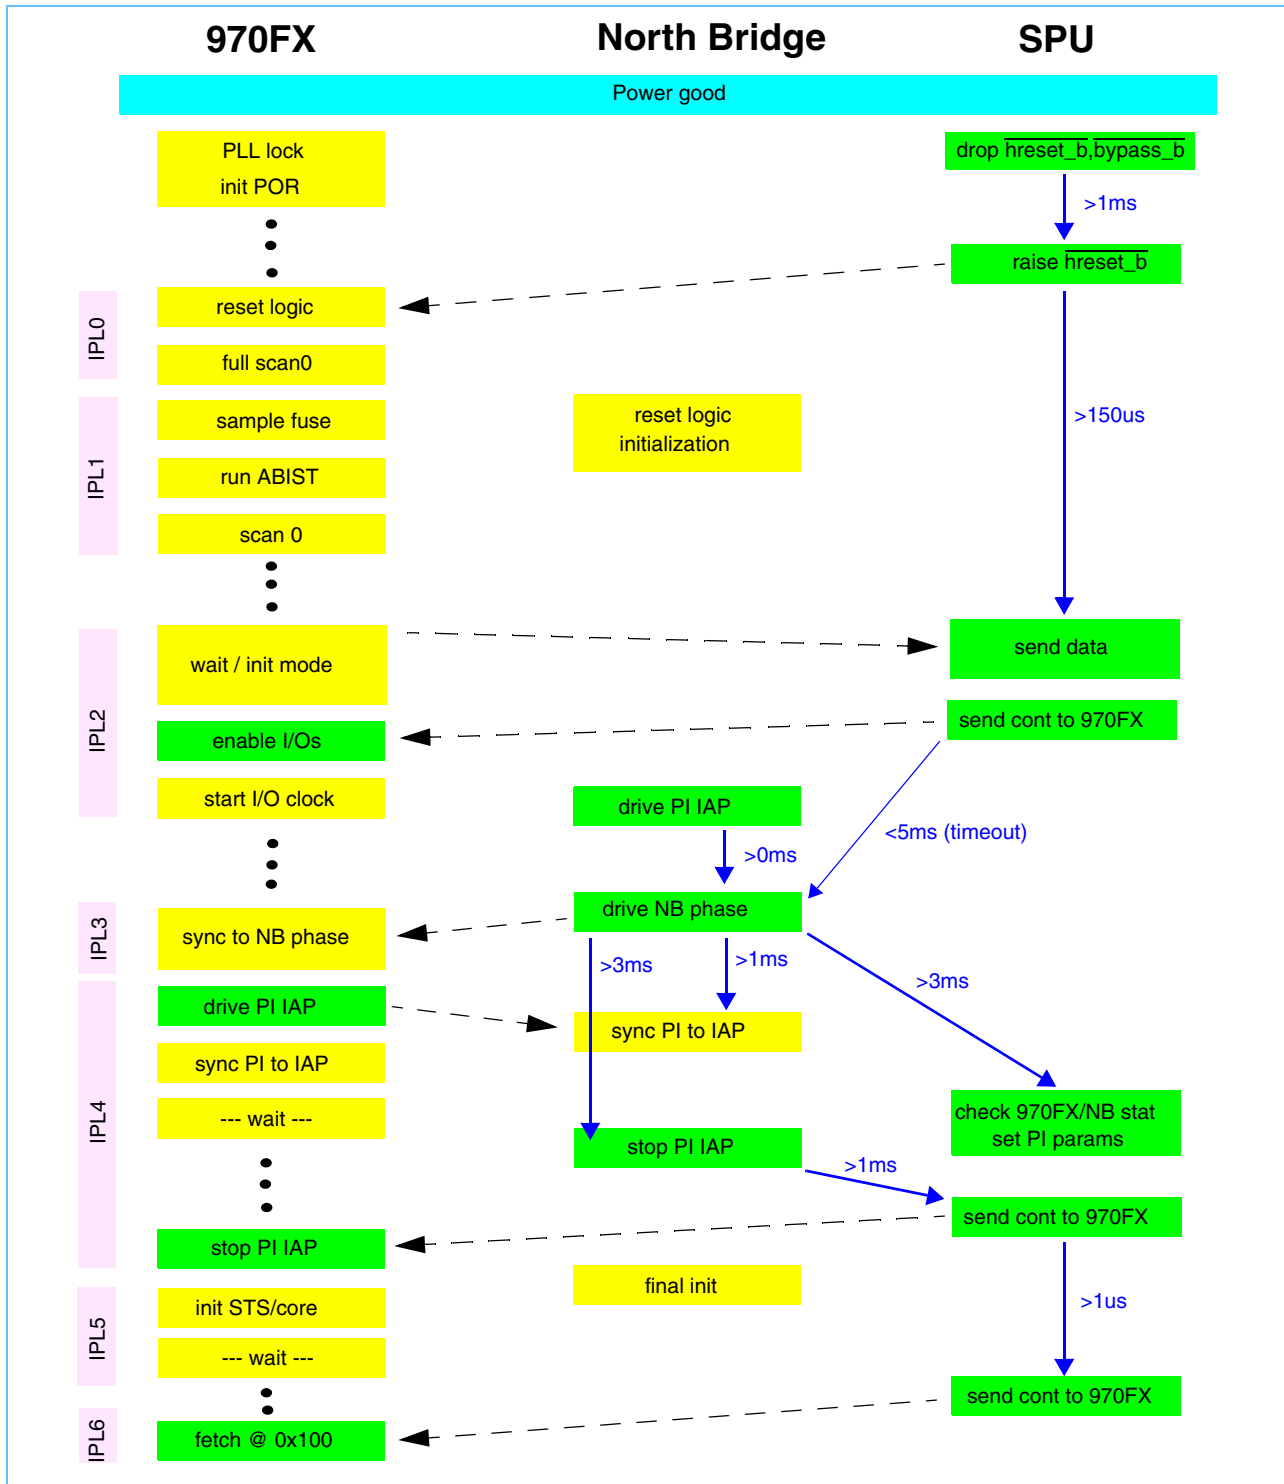 970FX North Bridge SPU
Power good
PLL lock
init POR
drop hreset_b,bypass_b
>1ms
raise hreset_b
IPL0
reset logic
full scan0
IPL1
sample fuse
run ABIST
scan 0
reset logic
initialization
>150us
IPL2
wait / init mode
send data
send cont to 970FX
enable I/Os
start I/O clock
drive PI IAP
<5ms (timeout)
>0ms
drive NB phase
IPL3
sync to NB phase
>3ms
>1ms
>3ms
IPL4
drive PI IAP
sync PI to IAP
sync PI to IAP
--- wait ---
check 970FX/NB stat
set PI params
stop PI IAP
>1ms
send cont to 970FX
stop PI IAP
final init
>1us
IPL5
init STS/core
--- wait ---
send cont to 970FX
IPL6
fetch @ 0x100